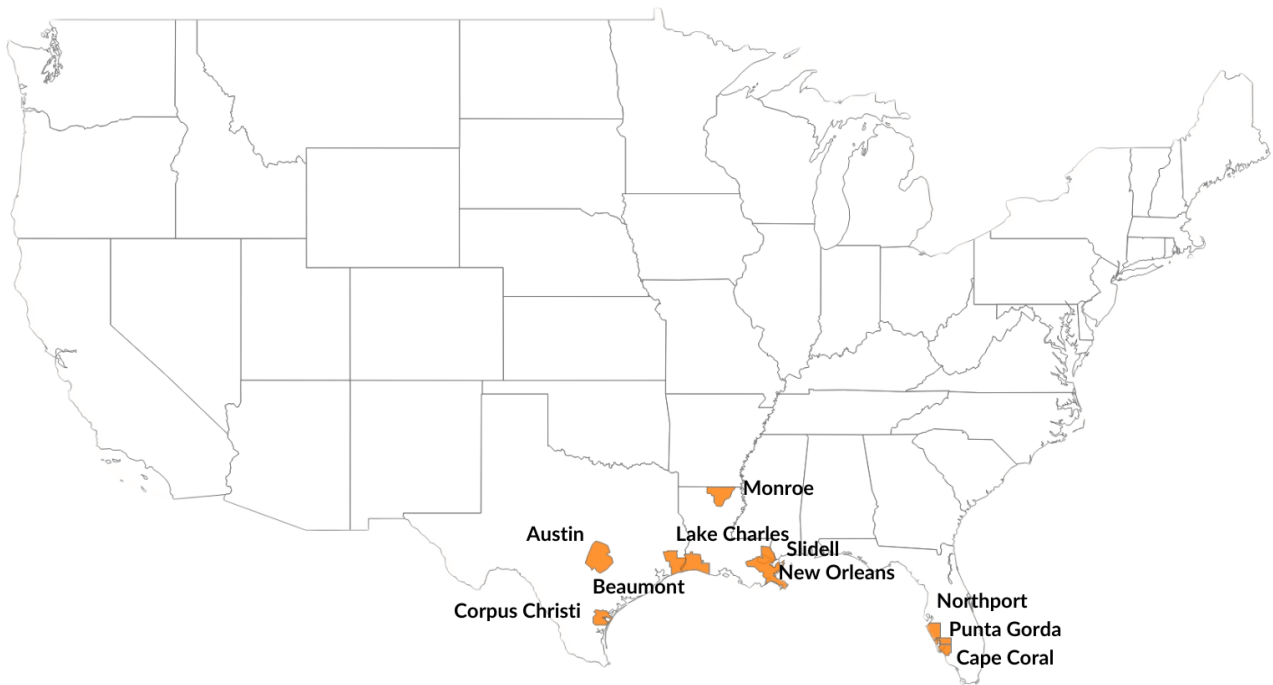 Monroe
Austin
Lake Charles
Slidell
New Orleans
Beaumont
Corpus Christi
Northport
Punta Gorda
Cape Coral